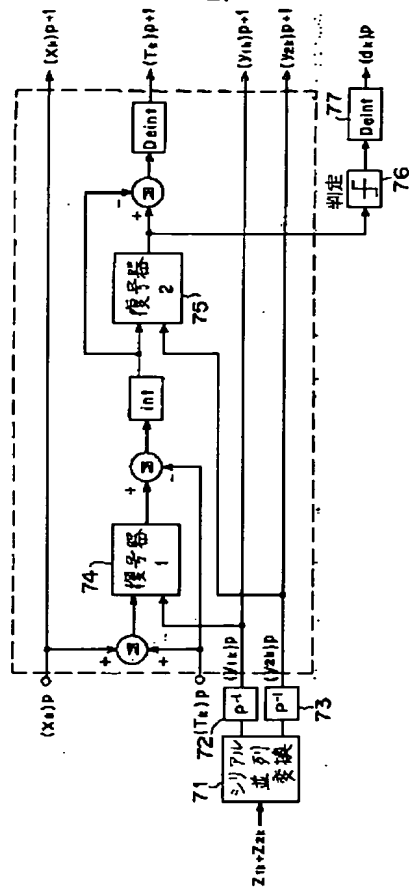 (Xk)p
(Xk)p+1
(Tk)p
(Tk)p+1
Σ
+
+
74
復号器
1
Σ
+
-
int
75
復号器
2
Σ
+
-
Deint
71
シリアル
並列
変換
Z1k+Z2k
72
p-1
(y1k)p
(y1k)p+1
73
p-1
(y2k)p
(y2k)p+1
判定
76
77
Deint
(dk)p